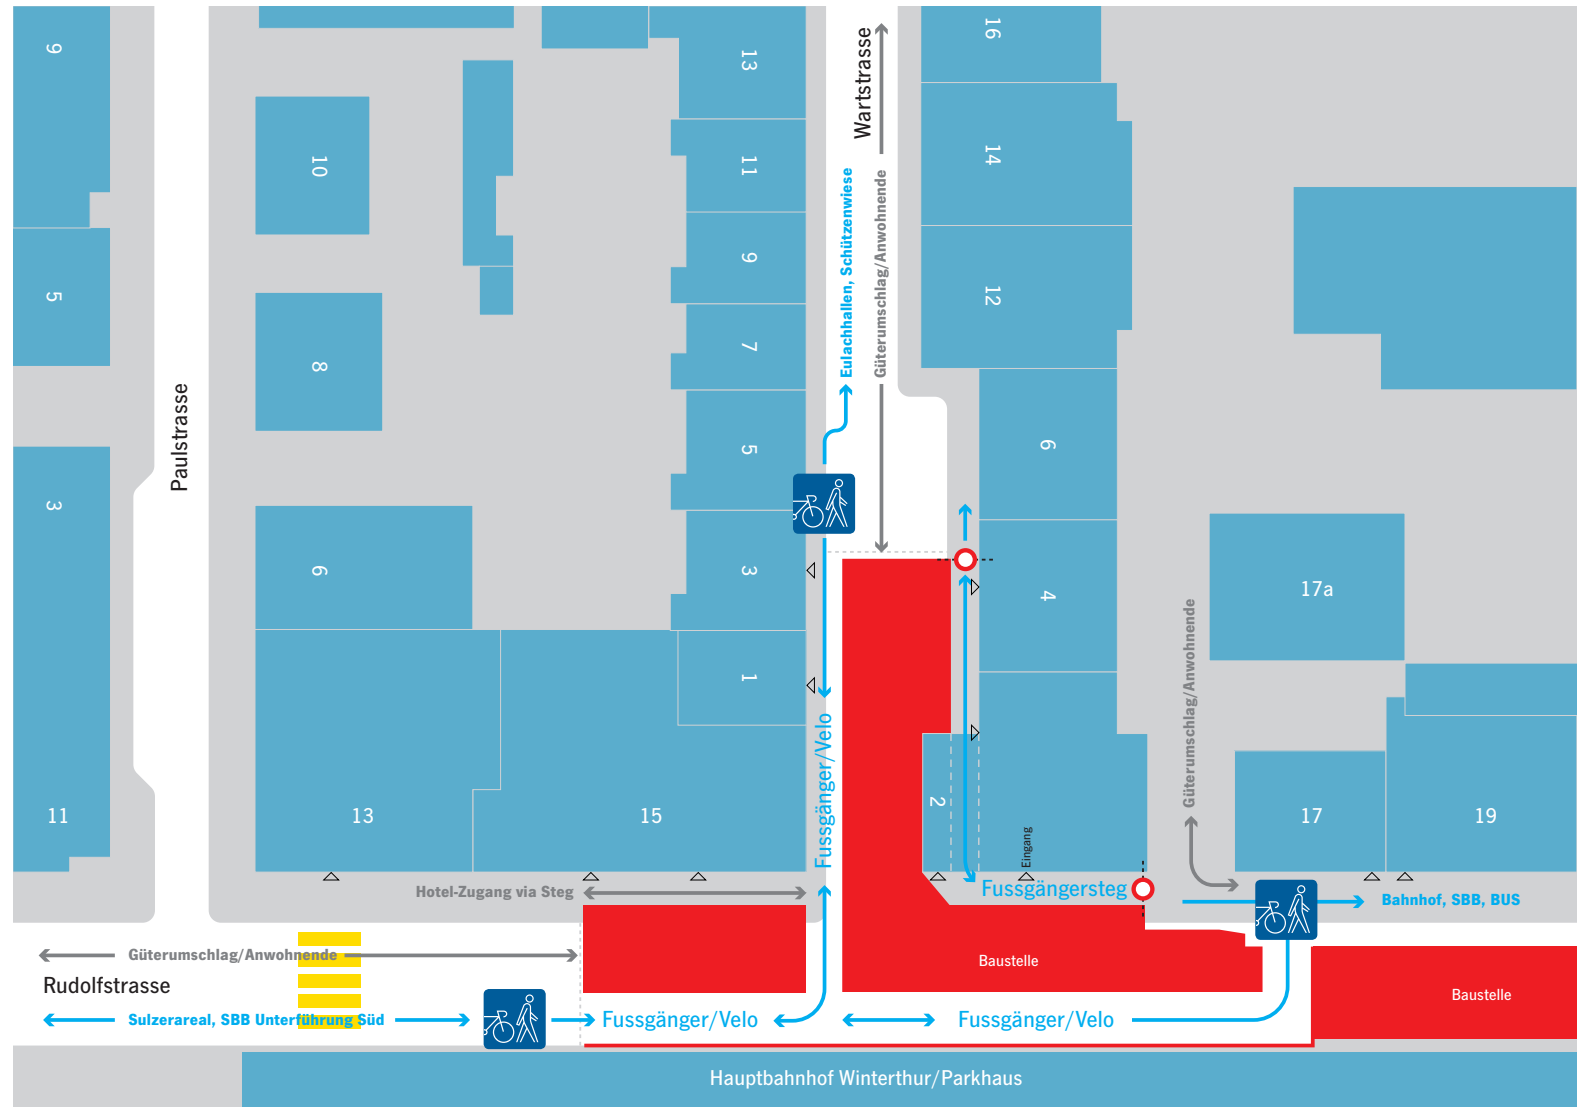 9
5
3
11
Paulstrasse
10
8
6
13
15
13
11
9
7
5
3
1
Wartstrasse
Güterumschlag/Anwohnende
Eulachhallen, Schützenwiese
16
14
12
6
4
2
Eingang
Fussgänger/Velo
Fussgängersteg
17a
Güterumschlag/Anwohnende
17
19
Hotel-Zugang via Steg
Bahnhof, SBB, BUS
Güterumschlag/Anwohnende
Baustelle
Rudolfstrasse
Baustelle
Sulzerareal, SBB Unterführung Süd
Fussgänger/Velo
Fussgänger/Velo
Hauptbahnhof Winterthur/Parkhaus